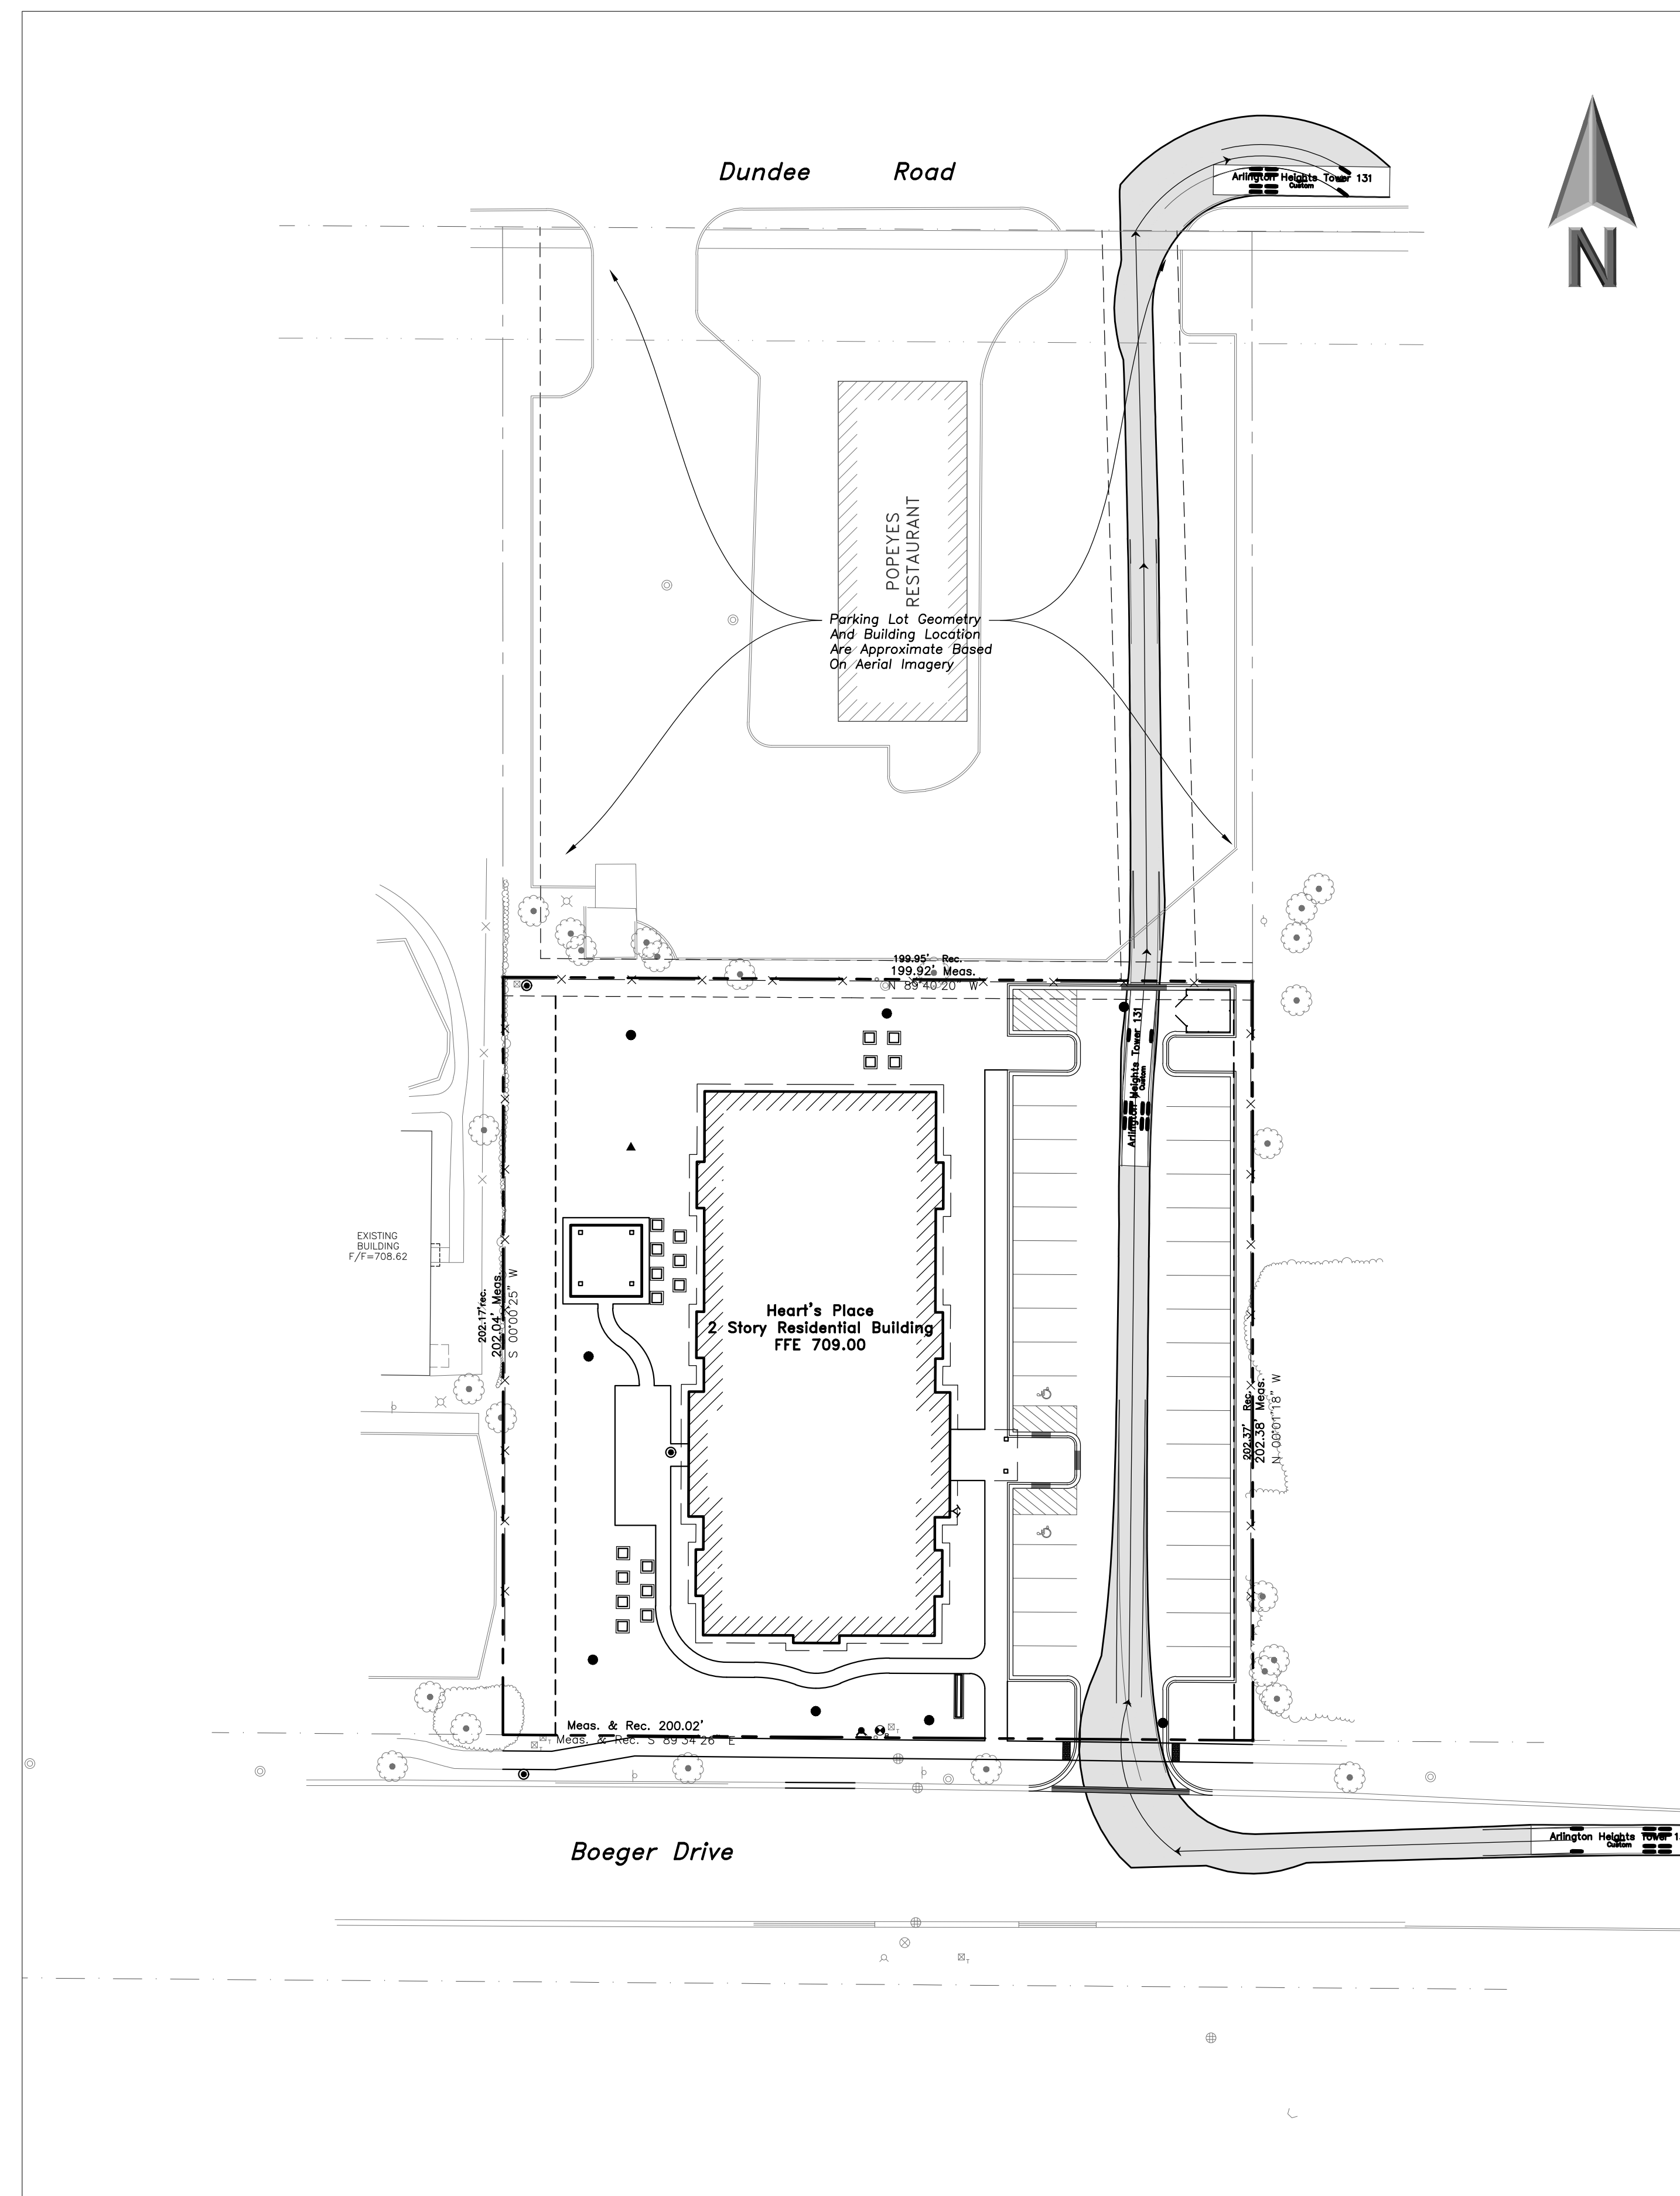 Dundee Road
Arlington Heights Tower 131
Custom
N
POPEYES
RESTAURANT
Parking Lot Geometry
And Building Location
Are Approximate Based
On Aerial Imagery
199.95' Rec.
199.92' Meas.
N 89°40'20" W
Arlington Heights Tower 131
Custom
EXISTING
BUILDING
F/F=708.62
202.17' rec.
202.04' Meas.
S 00°00'25" W
Heart's Place
2 Story Residential Building
FFE 709.00
202.37' Rec.
202.38' Meas.
N 00°01'18" W
Meas. & Rec. 200.02'
Meas. & Rec. S 89°34'26" E
T
T
T
Boeger Drive
Arlington Heights Tower
Custom
T